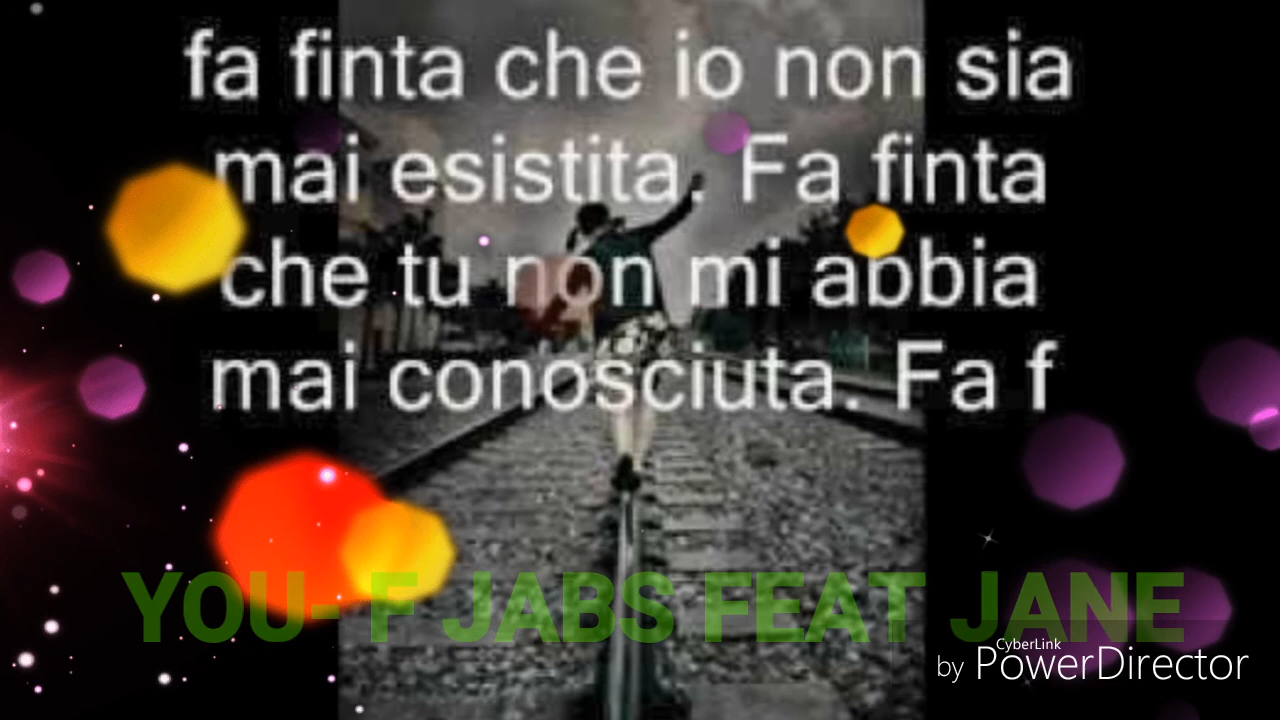 fa finta che io non sia
mai esistita. Fa finta
che tu non mi abbia
mai conosciuta. Fa f
YOU- F JABS FEAT JANE
CyberLink
by PowerDirector